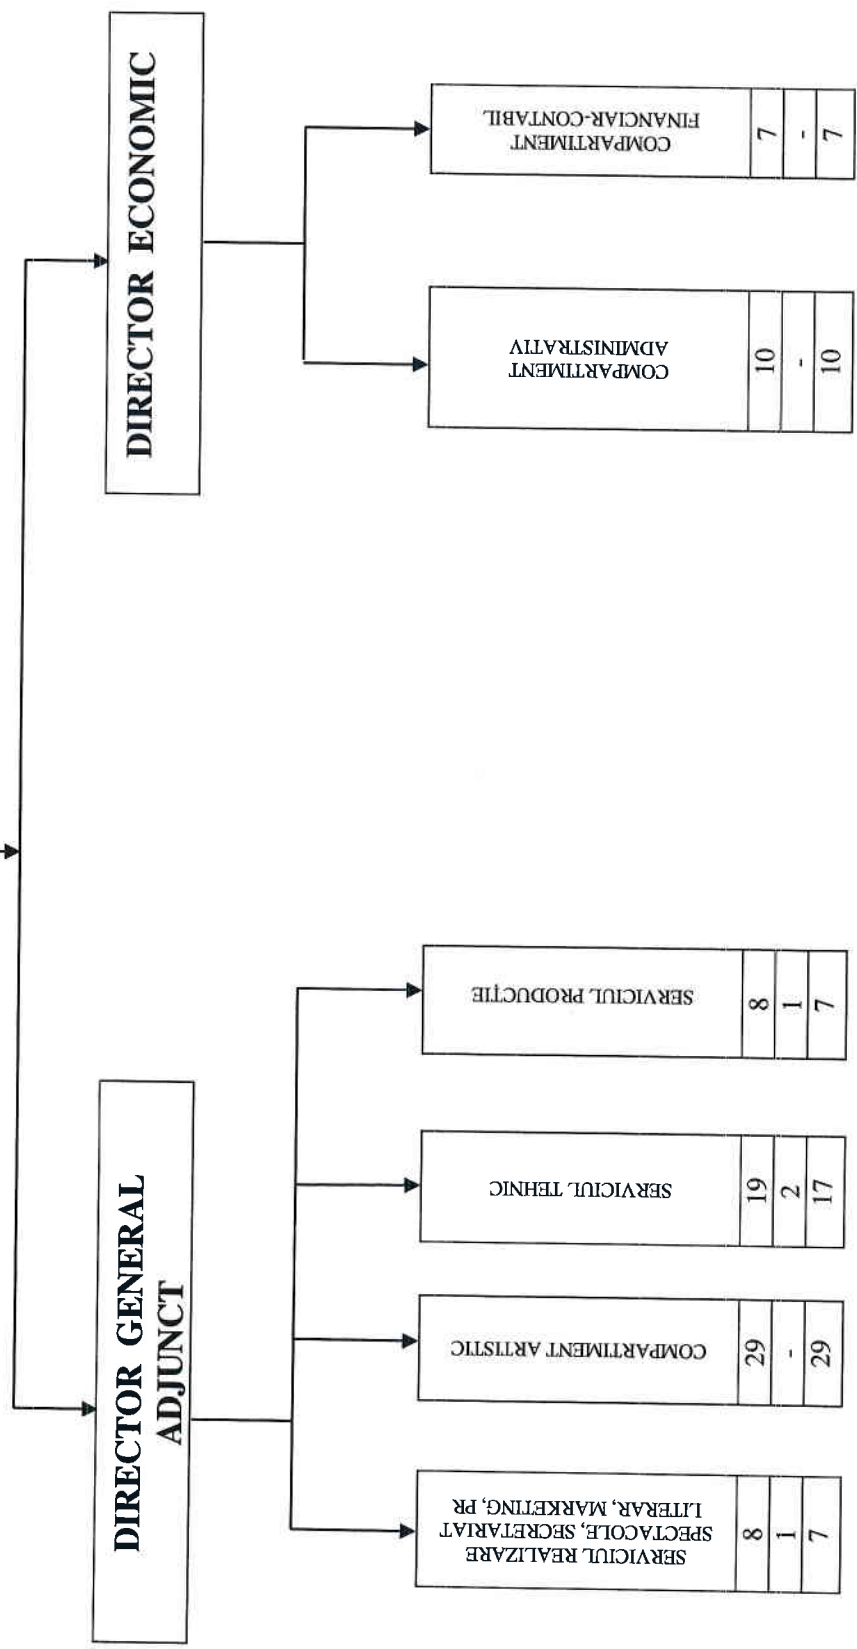 DIRECTOR GENERAL
ADJUNCT
DIRECTOR ECONOMIC
SERVICIUL REALIZARE
SPECTACOLE, SECRETARIAT
LITERAR, MARKETING, PR
8
1
7
COMPARTIMENT ARTISTIC
29
-
29
SERVICIUL TEHNIC
19
2
17
SERVICIUL PRODUCȚIE
8
1
7
COMPARTIMENT
ADMINISTRATIV
10
-
10
COMPARTIMENT
FINANCIAR-CONTABIL
7
-
7